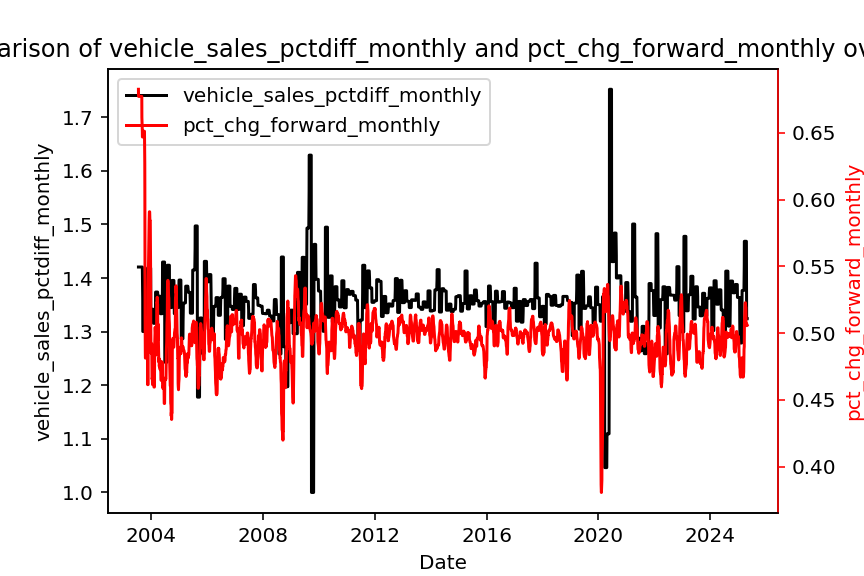 arison of vehicle_sales_pctdiff_monthly and pct_chg_forward_monthly ov
vehicle_sales_pctdiff_monthly
pct_chg_forward_monthly
1.7
1.6
1.5
1.4
1.3
1.2
1.1
1.0
vehicle_sales_pctdiff_monthly
0.65
0.60
0.55
0.50
0.45
0.40
pct_chg_forward_monthly
2004 2008 2012 2016 2020 2024
Date